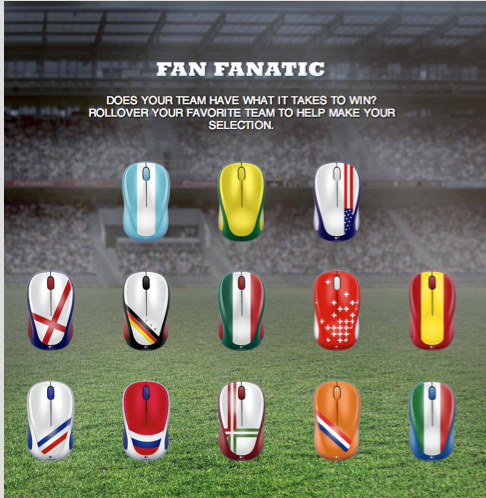 FAN FANATIC
DOES YOUR TEAM HAVE WHAT IT TAKES TO WIN?
ROLLOVER YOUR FAVORITE TEAM TO HELP MAKE YOUR
SELECTION.